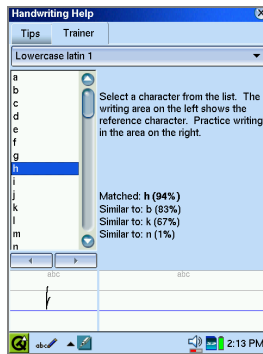 Handwriting Help
Tips
Trainer
Lowercase latin 1
a
b
c
d
e
f
g
h
i
j
k
l
m
n
Select a character from the list. The
writing area on the left shows the
reference character. Practice writing
in the area on the right.
Matched: h (94%)
Similar to: b (83%)
Similar to: k (67%)
Similar to: n (1%)
abc
abc
h
abc
2:13 PM